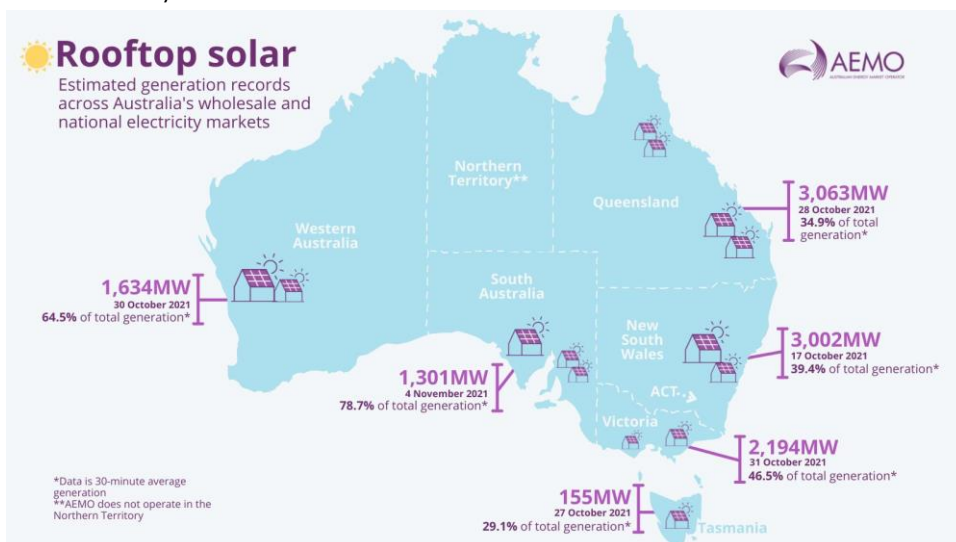 Rooftop solar
Estimated generation records
across Australia's wholesale and
national electricity markets
AEMO
AUSTRALIAN ENERGY MARKET OPERATOR
Northern
Territory**
Queensland
Western
Australia
South
Australia
New
South
Wales
ACT
Victoria
Tasmania
3,063MW
28 October 2021
34.9% of total
generation*
1,634MW
30 October 2021
64.5% of total generation*
3,002MW
17 October 2021
39.4% of total generation*
1,301MW
4 November 2021
78.7% of total generation*
2,194MW
31 October 2021
46.5% of total generation*
155MW
27 October 2021
29.1% of total generation*
*Data is 30-minute average
generation
**AEMO does not operate in the
Northern Territory